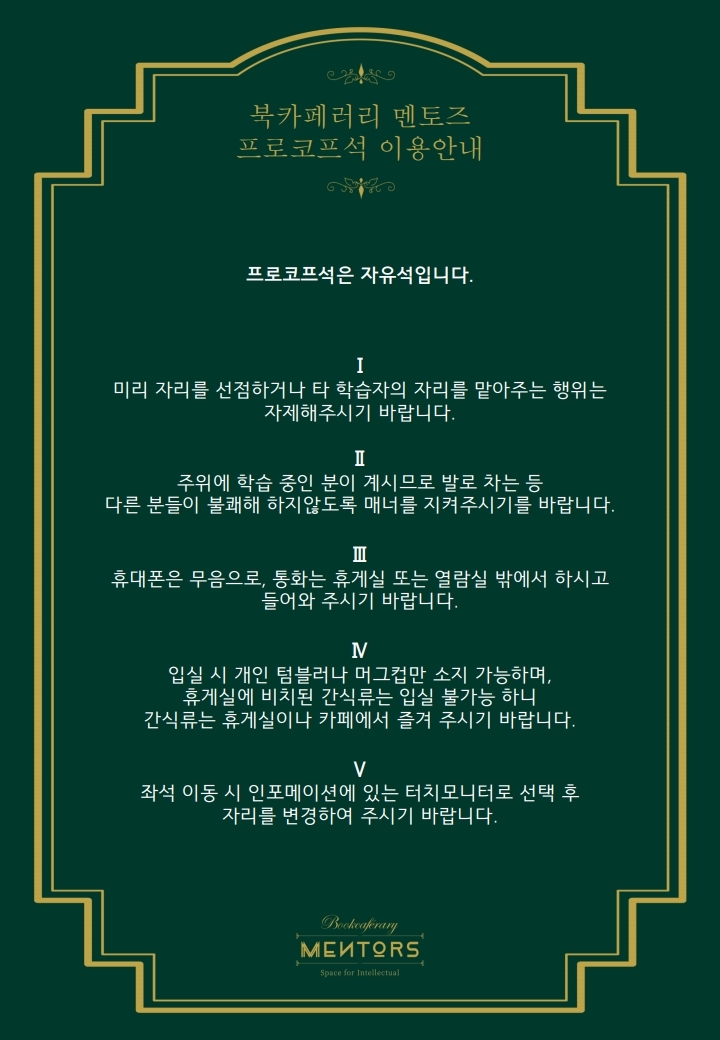 북카페러리 멘토즈
프로코프석 이용안내
프로코프석은 자유석입니다.
Ⅰ
미리 자리를 선점하거나 타 학습자의 자리를 맡아주는 행위는
자제해주시기 바랍니다.
Ⅱ
주위에 학습 중인 분이 계시므로 발로 차는 등
다른 분들이 불쾌해 하지않도록 매너를 지켜주시기를 바랍니다.
Ⅲ
휴대폰은 무음으로, 통화는 휴게실 또는 열람실 밖에서 하시고
들어와 주시기 바랍니다.
Ⅳ
입실 시 개인 텀블러나 머그컵만 소지 가능하며,
휴게실에 비치된 간식류는 입실 불가능 하니
간식류는 휴게실이나 카페에서 즐겨 주시기 바랍니다.
Ⅴ
좌석 이동 시 인포메이션에 있는 터치모니터로 선택 후
자리를 변경하여 주시기 바랍니다.
Bookcaferary
MENTORS
Space for Intellectual